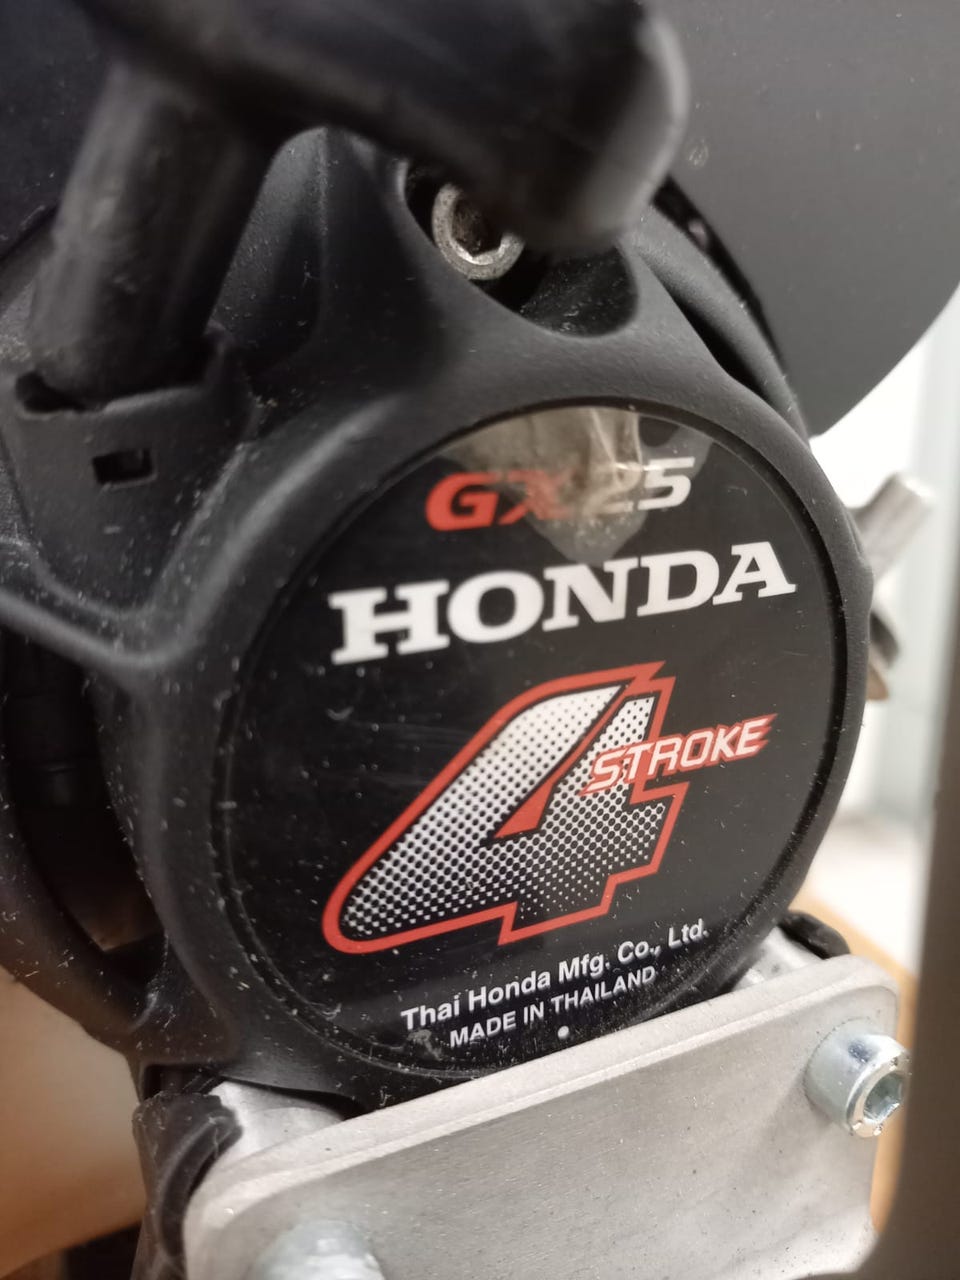 GX25
HONDA
4
STROKE
Thai Honda Mfg. Co., Ltd.
MADE IN THAILAND